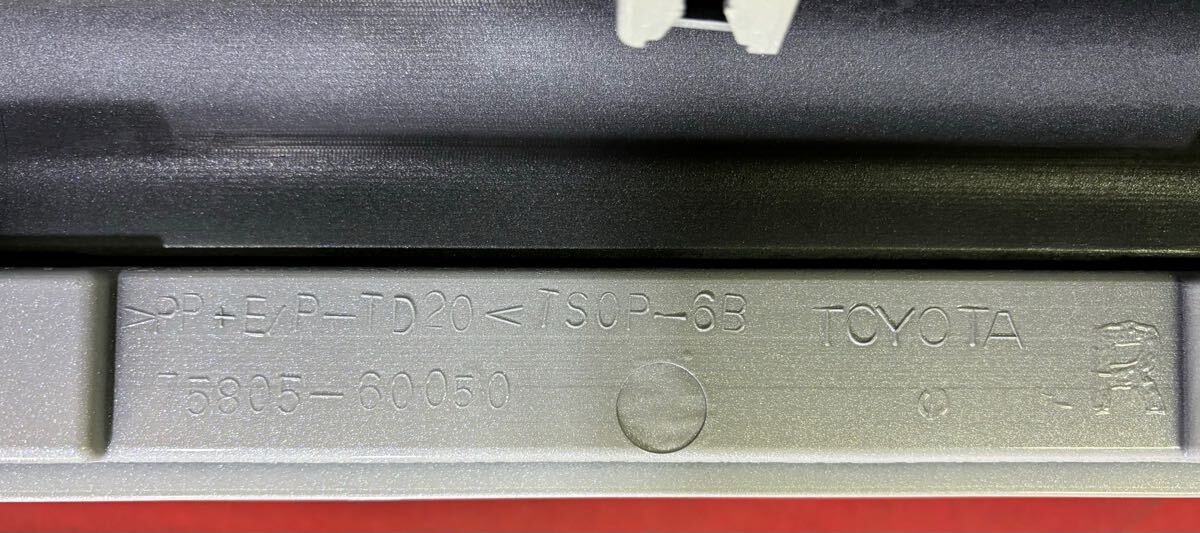 >PP+E/P-TD20< TSOP-6B TOYOTA
75805-60050
R